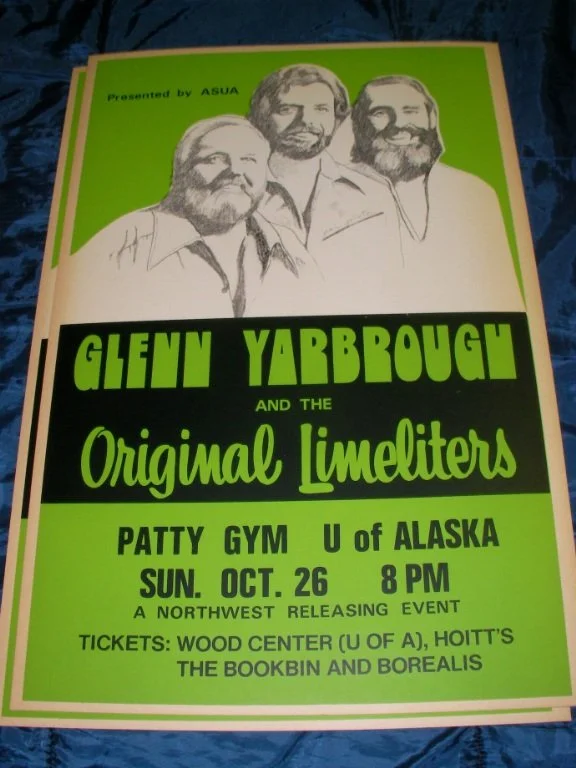 Presented by ASUA
GLENN YARBROUGH
AND THE
Original Limeliters
PATTY GYM U of ALASKA
SUN. OCT. 26 8 PM
A NORTHWEST RELEASING EVENT
TICKETS: WOOD CENTER (U OF A), HOITT'S
THE BOOKBIN AND BOREALIS